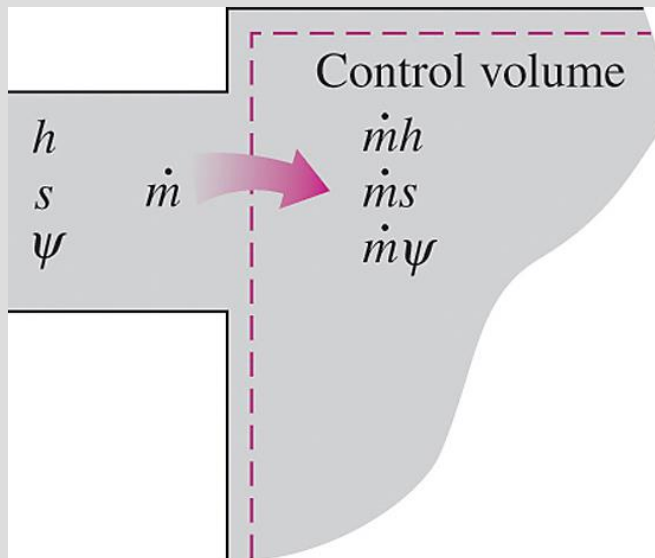 Control volume
h
ṁh
s
ṁ
ṁs
ψ
ṁψ